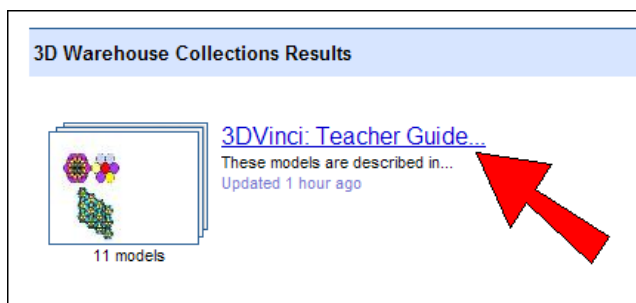 3D Warehouse Collections Results
3DVinci: Teacher Guide...
These models are described in...
Updated 1 hour ago
11 models